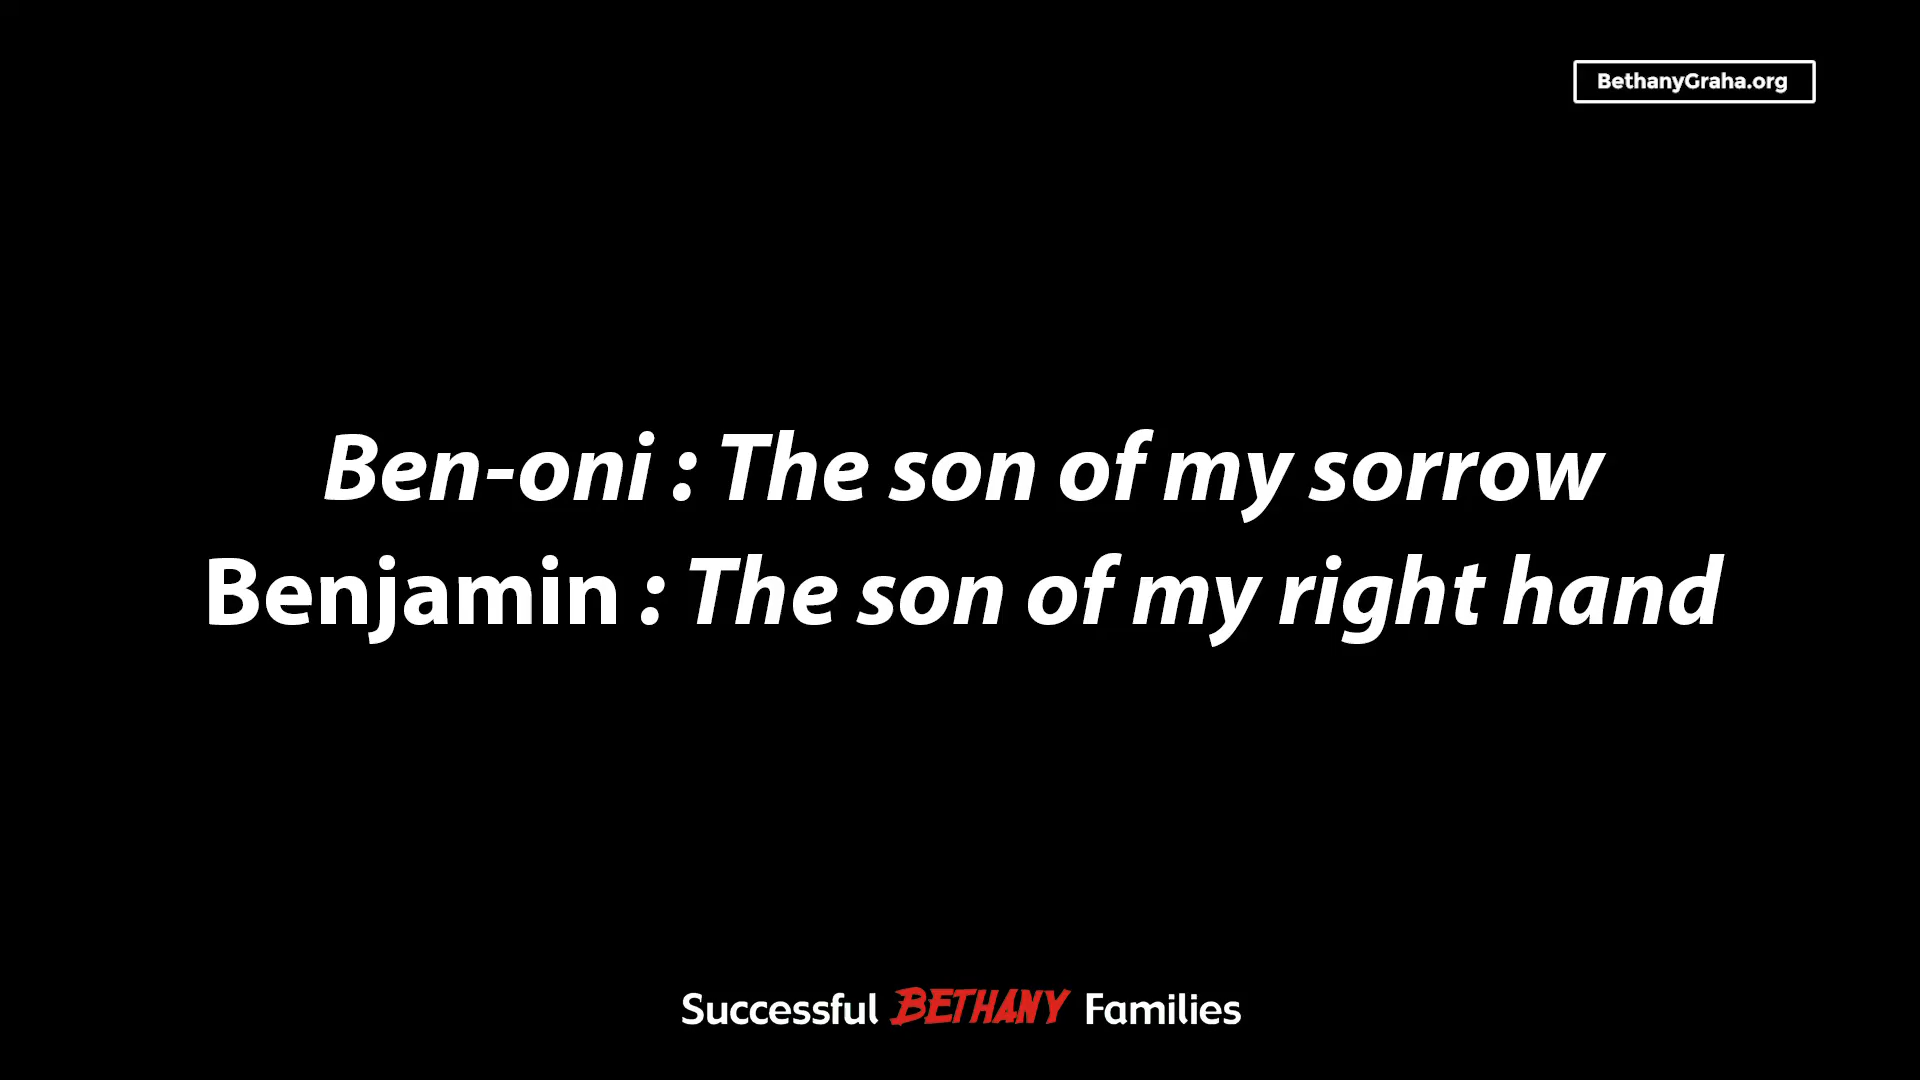 BethanyGraha.org
Ben-oni : The son of my sorrow
Benjamin : The son of my right hand
Successful BETHANY Families